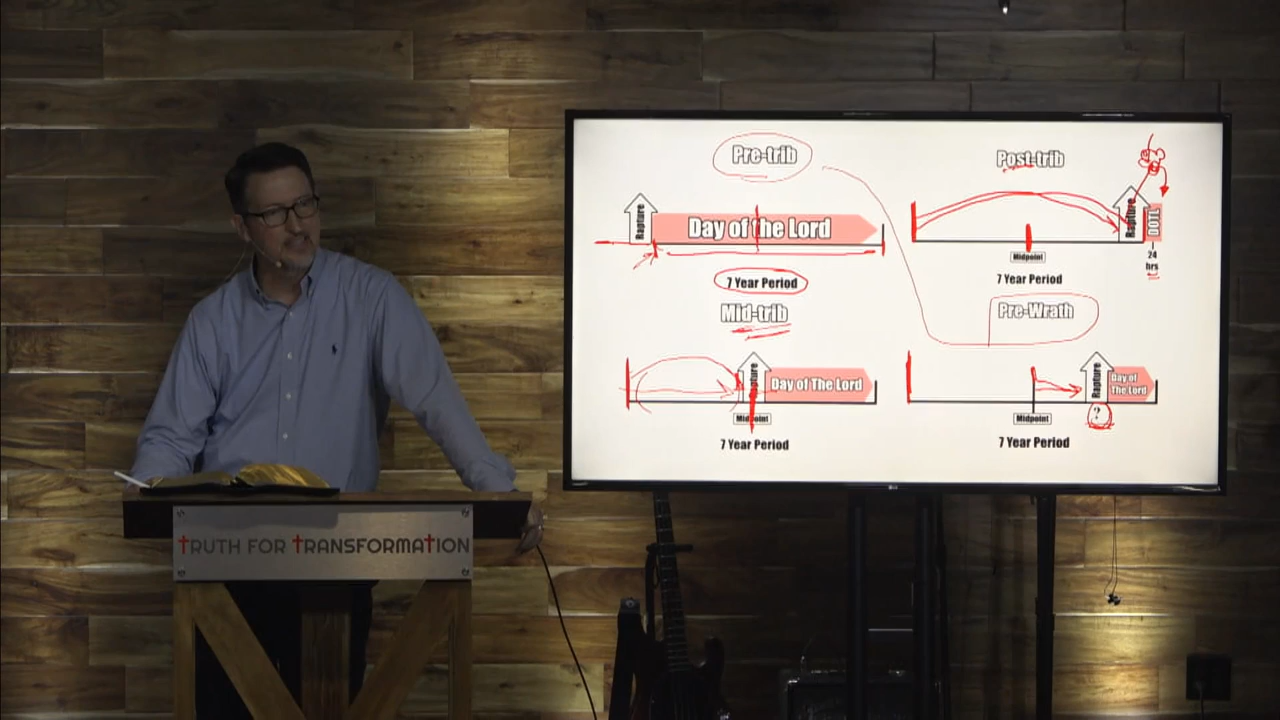 Pre-trib
Rapture
Day of the Lord
7 Year Period
Post-trib
Rapture
DOTL
Midpoint
24
hrs
7 Year Period
Mid-trib
Rapture
Day of The Lord
Midpoint
7 Year Period
Pre-Wrath
Rapture
Day of
The Lord
Midpoint
?
7 Year Period
TRUTH FOR TRANSFORMATION
LG